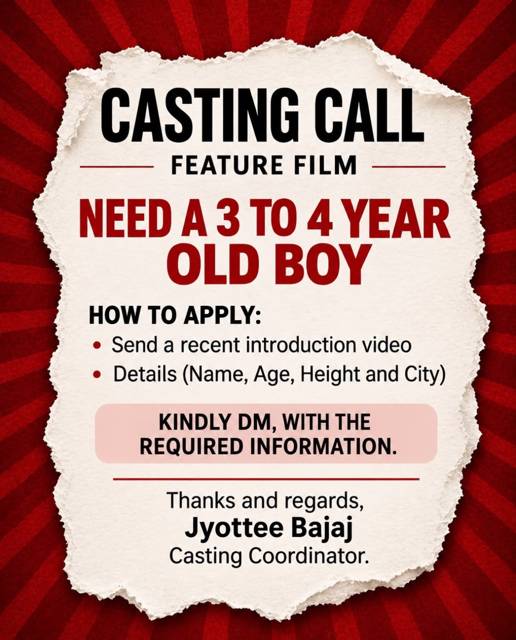 CASTING CALL
FEATURE FILM
NEED A 3 TO 4 YEAR
OLD BOY
HOW TO APPLY:
• Send a recent introduction video
• Details (Name, Age, Height and City)
KINDLY DM, WITH THE
REQUIRED INFORMATION.
Thanks and regards,
Jyottee Bajaj
Casting Coordinator.